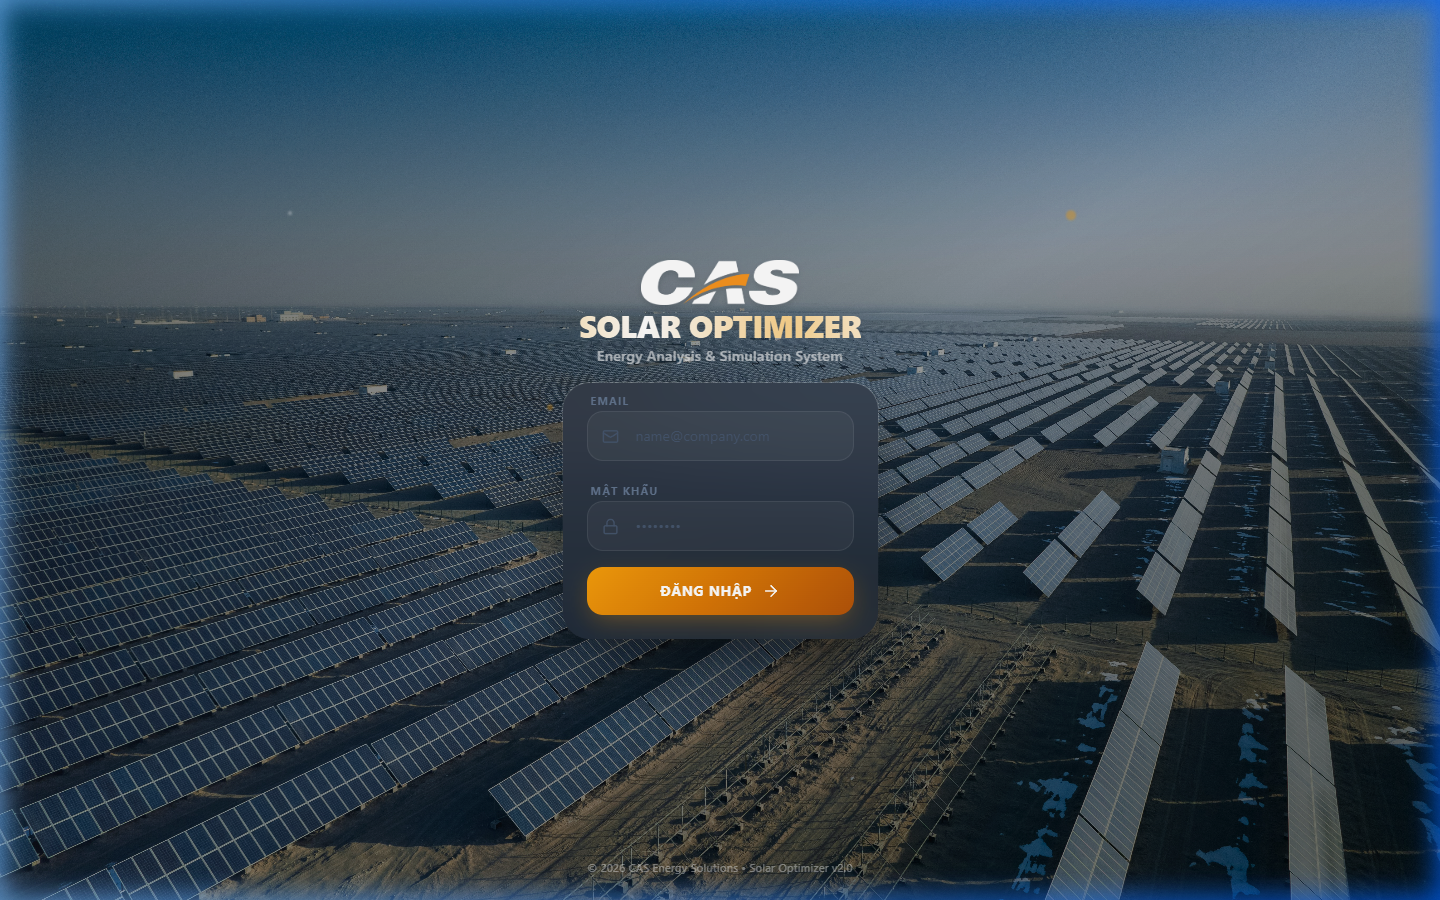 CAS
SOLAR OPTIMIZER
Energy Analysis & Simulation System
EMAIL
name@company.com
MẬT KHẨU
••••••••
ĐĂNG NHẬP →
© 2026 CAS Energy Solutions • Solar Optimizer v2.0